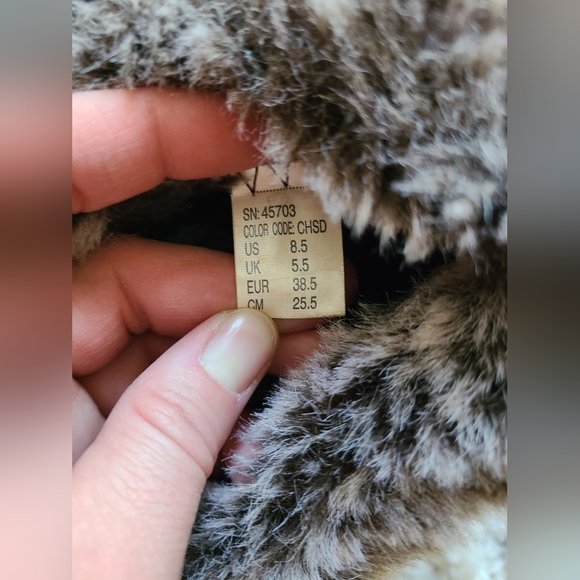 SN:45703
COLOR CODE: CHSD
US 8.5
UK 5.5
EUR 38.5
CM 25.5